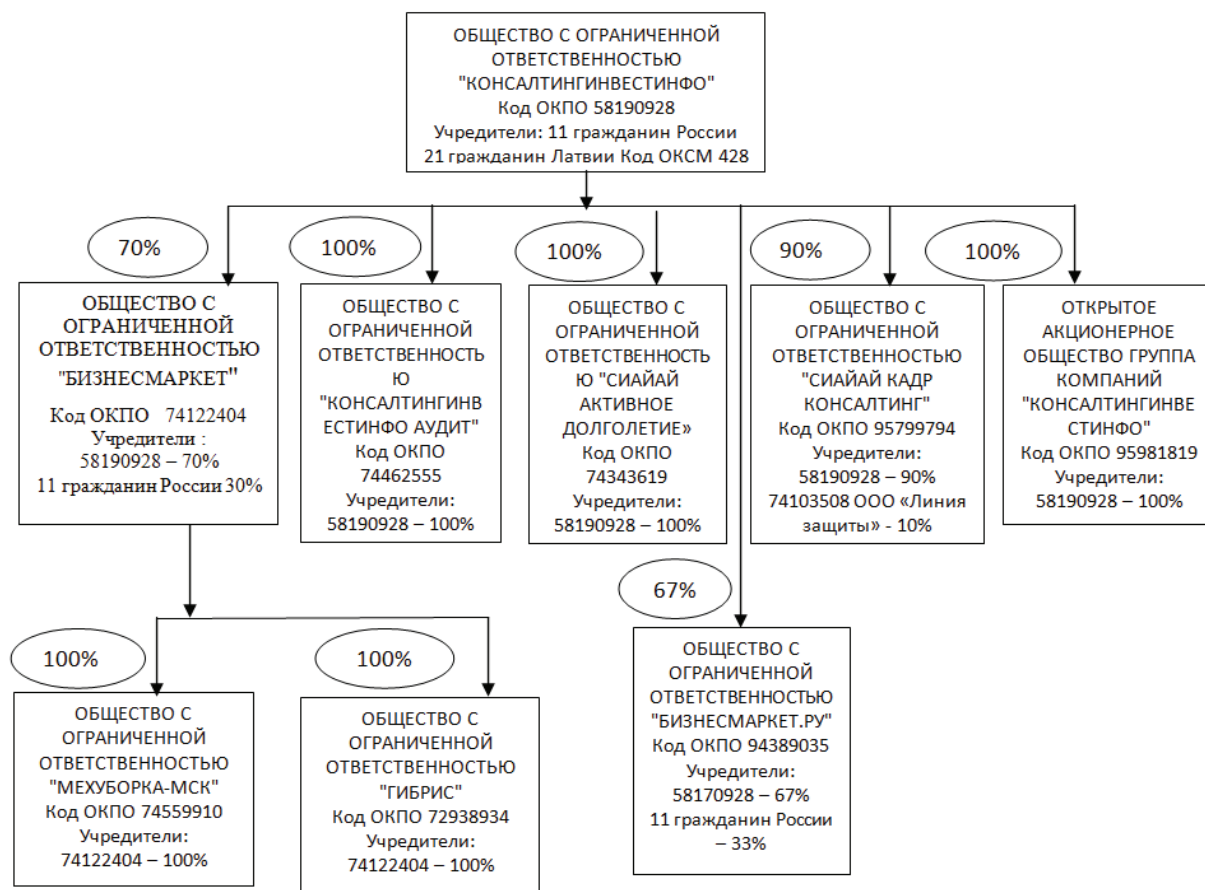 ОБЩЕСТВО С ОГРАНИЧЕННОЙ
ОТВЕТСТВЕННОСТЬЮ
"КОНСАЛТИНГИНВЕСТИНФО"
Код ОКПО 58190928
Учредители: 11 гражданин России
21 гражданин Латвии Код ОКСМ 428
70%
ОБЩЕСТВО С
ОГРАНИЧЕННОЙ
ОТВЕТСТВЕННОСТЬЮ
"БИЗНЕСМАРКЕТ"
Код ОКПО 74122404
Учредители :
58190928 – 70%
11 гражданин России 30%
100%
ОБЩЕСТВО С
ОГРАНИЧЕННОЙ
ОТВЕТСТВЕННОСТЬ
Ю
"КОНСАЛТИНГИНВ
ЕСТИНФО АУДИТ"
Код ОКПО
74462555
Учредители:
58190928 – 100%
100%
ОБЩЕСТВО С
ОГРАНИЧЕННОЙ
ОТВЕТСТВЕННОСТЬ
Ю "СИАЙАЙ
АКТИВНОЕ
ДОЛГОЛЕТИЕ»
Код ОКПО
74343619
Учредители:
58190928 – 100%
90%
ОБЩЕСТВО С
ОГРАНИЧЕННОЙ
ОТВЕТСТВЕННОСТЬЮ
"СИАЙАЙ КАДР
КОНСАЛТИНГ"
Код ОКПО 95799794
Учредители:
58190928 – 90%
74103508 ООО «Линия
защиты» - 10%
100%
ОТКРЫТОЕ
АКЦИОНЕРНОЕ
ОБЩЕСТВО ГРУППА
КОМПАНИЙ
"КОНСАЛТИНГИНВЕ
СТИНФО"
Код ОКПО 95981819
Учредители:
58190928 – 100%
100%
ОБЩЕСТВО С
ОГРАНИЧЕННОЙ
ОТВЕТСТВЕННОСТЬЮ
"МЕХУБОРКА-МСК"
Код ОКПО 74559910
Учредители:
74122404 – 100%
100%
ОБЩЕСТВО С
ОГРАНИЧЕННОЙ
ОТВЕТСТВЕННОСТЬЮ
"ГИБРИС"
Код ОКПО 72938934
Учредители:
74122404 – 100%
67%
ОБЩЕСТВО С
ОГРАНИЧЕННОЙ
ОТВЕТСТВЕННОСТЬЮ
"БИЗНЕСМАРКЕТ.РУ"
Код ОКПО 94389035
Учредители:
58170928 – 67%
11 гражданин России
– 33%